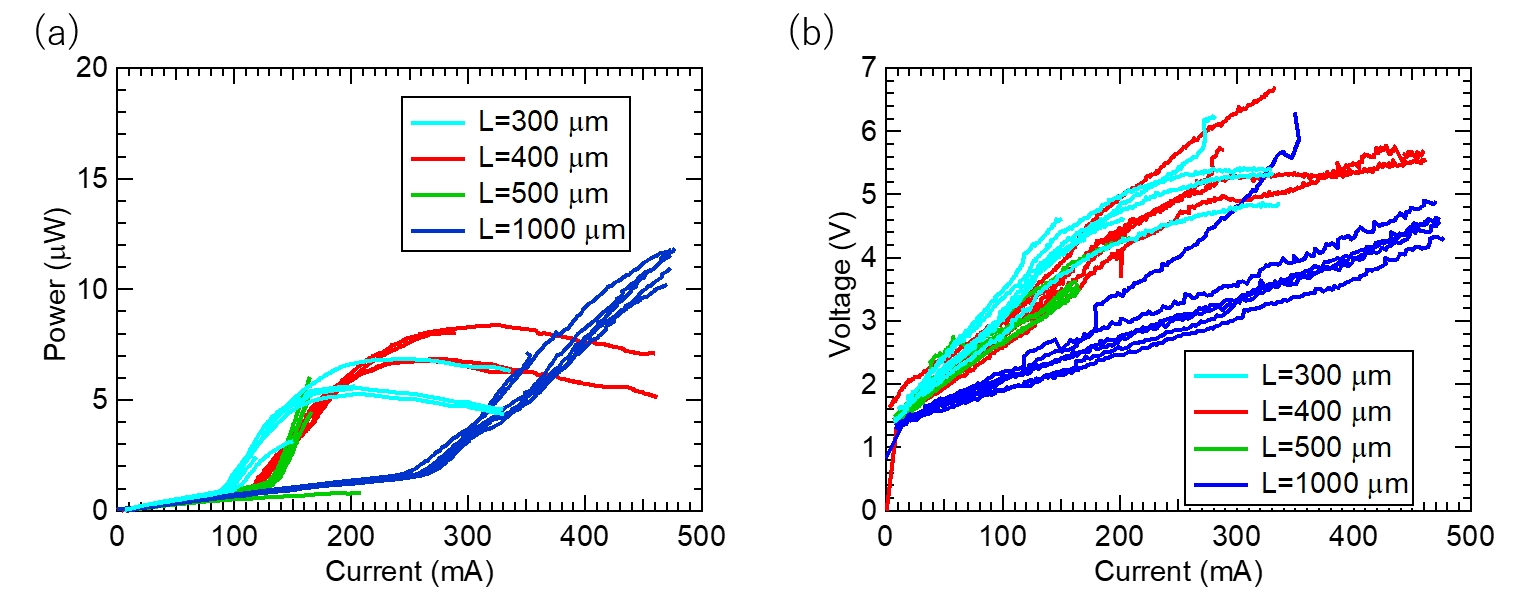 (a)
20
15
10
5
0
Power (μW)
L=300 μm
L=400 μm
L=500 μm
L=1000 μm
0 100 200 300 400 500
Current (mA)
(b)
7
6
5
4
3
2
1
0
Voltage (V)
L=300 μm
L=400 μm
L=500 μm
L=1000 μm
0 100 200 300 400 500
Current (mA)